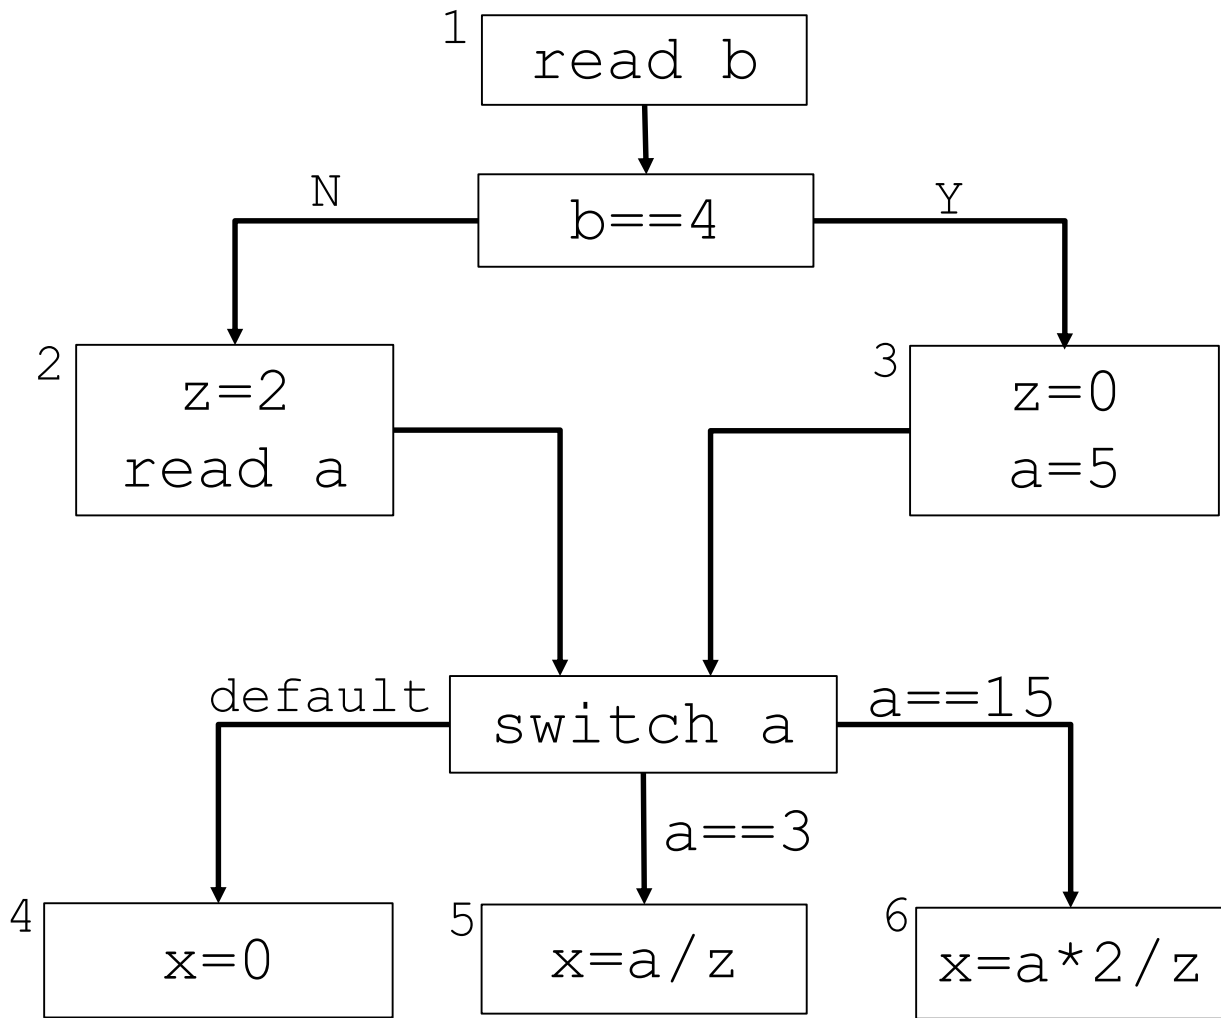 1
read b
N
b==4
Y
2
z=2
read a
3
z=0
a=5
default
switch a
a==15
a==3
4
x=0
5
x=a/z
6
x=a*2/z